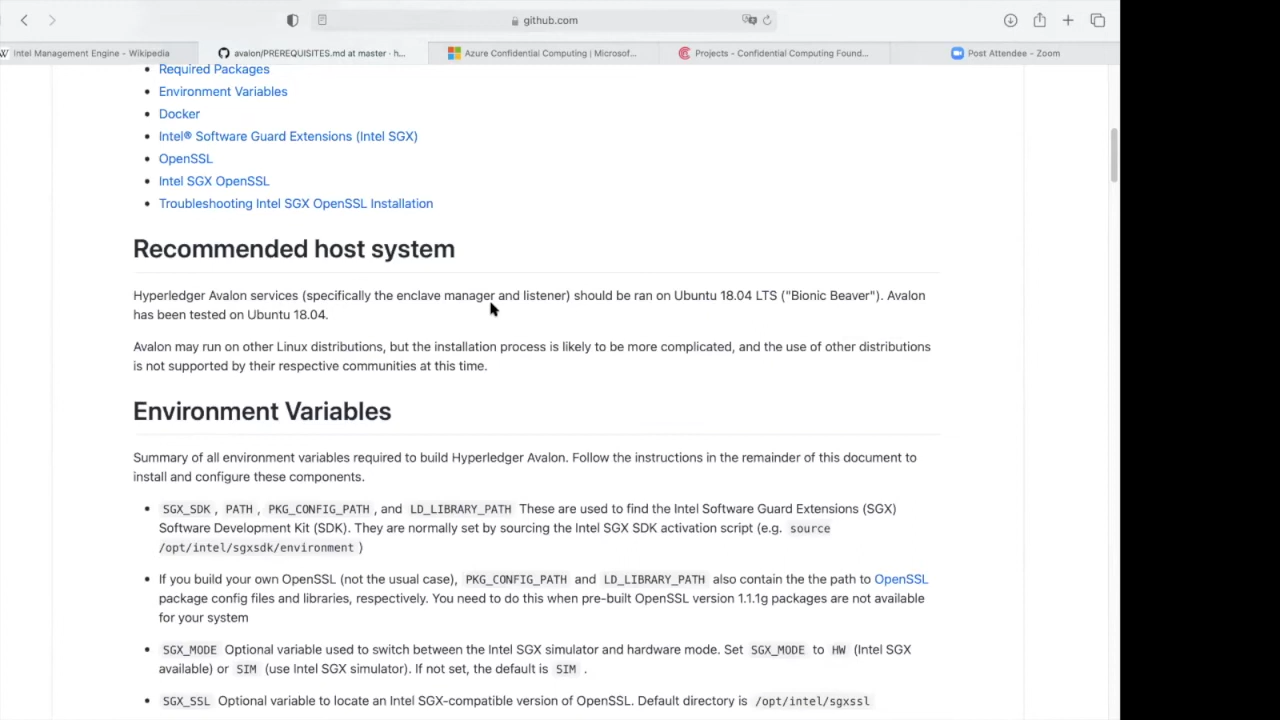 github.com
Intel Management Engine - Wikipedia
avalon/PREREQUISITES.md at master · h...
Azure Confidential Computing | Microsof...
Projects - Confidential Computing Found...
Post Attendee - Zoom
• Required Packages
• Environment Variables
• Docker
• Intel® Software Guard Extensions (Intel SGX)
• OpenSSL
• Intel SGX OpenSSL
• Troubleshooting Intel SGX OpenSSL Installation
Recommended host system
Hyperledger Avalon services (specifically the enclave manager and listener) should be ran on Ubuntu 18.04 LTS ("Bionic Beaver"). Avalon
has been tested on Ubuntu 18.04.
Avalon may run on other Linux distributions, but the installation process is likely to be more complicated, and the use of other distributions
is not supported by their respective communities at this time.
Environment Variables
Summary of all environment variables required to build Hyperledger Avalon. Follow the instructions in the remainder of this document to
install and configure these components.
• SGX_SDK , PATH , PKG_CONFIG_PATH , and LD_LIBRARY_PATH These are used to find the Intel Software Guard Extensions (SGX)
Software Development Kit (SDK). They are normally set by sourcing the Intel SGX SDK activation script (e.g. source
/opt/intel/sgxsdk/environment )
• If you build your own OpenSSL (not the usual case), PKG_CONFIG_PATH and LD_LIBRARY_PATH also contain the the path to OpenSSL
package config files and libraries, respectively. You need to do this when pre-built OpenSSL version 1.1.1g packages are not available
for your system
• SGX_MODE Optional variable used to switch between the Intel SGX simulator and hardware mode. Set SGX_MODE to HW (Intel SGX
available) or SIM (use Intel SGX simulator). If not set, the default is SIM .
• SGX_SSL Optional variable to locate an Intel SGX-compatible version of OpenSSL. Default directory is /opt/intel/sgxssl